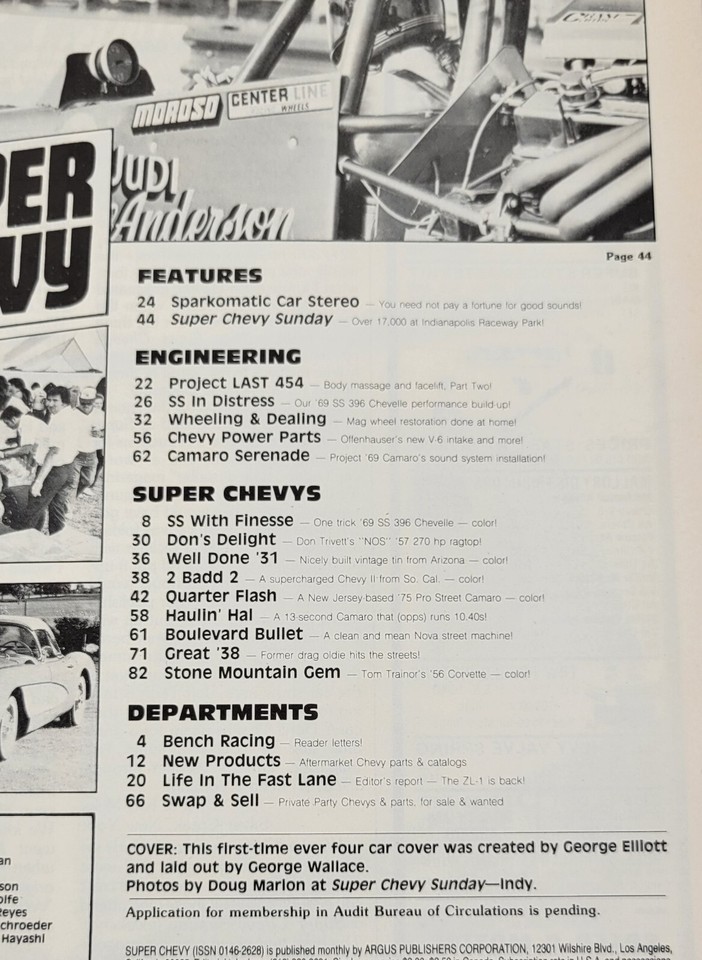 MOROSO
CENTER LINE
WHEELS
JUDI
Anderson
PER
VY
Page 44
FEATURES
24 Sparkomatic Car Stereo — You need not pay a fortune for good sounds!
44 Super Chevy Sunday — Over 17,000 at Indianapolis Raceway Park!
ENGINEERING
22 Project LAST 454 — Body massage and facelift, Part Two!
26 SS In Distress — Our '69 SS 396 Chevelle performance build-up!
32 Wheeling & Dealing — Mag wheel restoration done at home!
56 Chevy Power Parts — Offenhauser's new V-6 intake and more!
62 Camaro Serenade — Project '69 Camaro's sound system installation!
SUPER CHEVYS
8 SS With Finesse — One trick '69 SS 396 Chevelle — color!
30 Don's Delight — Don Trivett's "NOS" '57 270 hp ragtop!
36 Well Done '31 — Nicely built vintage tin from Arizona — color!
38 2 Badd 2 — A supercharged Chevy II from So. Cal. — color!
42 Quarter Flash — A New Jersey-based '75 Pro Street Camaro — color!
58 Haulin' Hal — A 13-second Camaro that (opps) runs 10.40s!
61 Boulevard Bullet — A clean and mean Nova street machine!
71 Great '38 — Former drag oldie hits the streets!
82 Stone Mountain Gem — Tom Trainor's '56 Corvette — color!
DEPARTMENTS
4 Bench Racing — Reader letters!
12 New Products — Aftermarket Chevy parts & catalogs
20 Life In The Fast Lane — Editor's report — The ZL-1 is back!
66 Swap & Sell — Private Party Chevys & parts, for sale & wanted
COVER: This first-time ever four car cover was created by George Elliott
and laid out by George Wallace.
Photos by Doug Marion at Super Chevy Sunday—Indy.
Application for membership in Audit Bureau of Circulations is pending.
an
son
olfe
Reyes
chroeder
Hayashi
SUPER CHEVY (ISSN 0146-2628) is published monthly by ARGUS PUBLISHERS CORPORATION, 12301 Wilshire Blvd., Los Angeles,